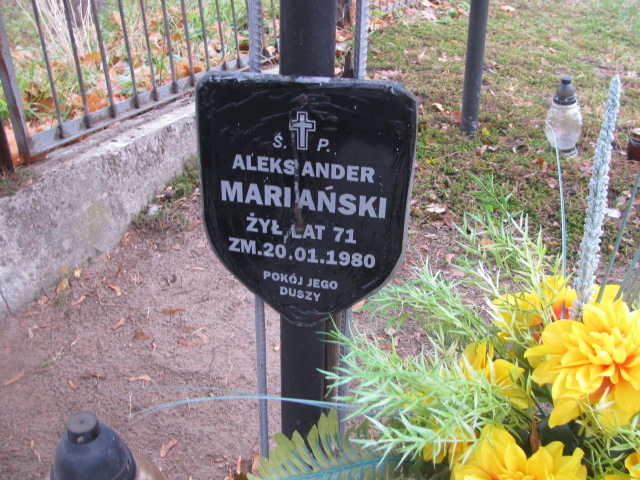 Ś. P.
ALEKSANDER
MARIAŃSKI
ŻYŁ LAT 71
ZM.20.01.1980
POKÓJ JEGO
DUSZY